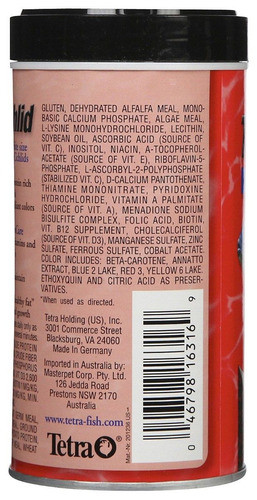 GLUTEN, DEHYDRATED ALFALFA MEAL, MONO-
BASIC CALCIUM PHOSPHATE, ALGAE MEAL,
L-LYSINE MONOHYDROCHLORIDE, LECITHIN,
SOYBEAN OIL, ASCORBIC ACID (SOURCE OF
VIT. C), INOSITOL, NIACIN, A-TOCOPHEROL-
ACETATE (SOURCE OF VIT. E), RIBOFLAVIN-5-
PHOSPHATE, L-ASCORBYL-2-POLYPHOSPHATE
(STABILIZED VIT. C), D-CALCIUM PANTOTHENATE,
THIAMINE MONONITRATE, PYRIDOXINE
HYDROCHLORIDE, VITAMIN A PALMITATE
(SOURCE OF VIT. A), MENADIONE SODIUM
BISULFITE COMPLEX, FOLIC ACID, BIOTIN,
VIT. B12 SUPPLEMENT, CHOLECALCIFEROL
(SOURCE OF VIT. D3), MANGANESE SULFATE, ZINC
SULFATE, FERROUS SULFATE, COBALT ACETATE.
COLOR INCLUDES: BETA-CAROTENE, ANNATTO
EXTRACT, BLUE 2 LAKE, RED 3, YELLOW 6 LAKE.
ETHOXYQUIN AND CITRIC ACID AS PRESER-
VATIVES.
*When used as directed.
Tetra Holding (US), Inc.
3001 Commerce Street
Blacksburg, VA 24060
Made in Germany
Imported in Australia by:
Masterpet Corp. Pty. Ltd.
126 Jedda Road
Prestons NSW 2170
Australia
www.tetra-fish.com
Tetra
0 46798 16316 9